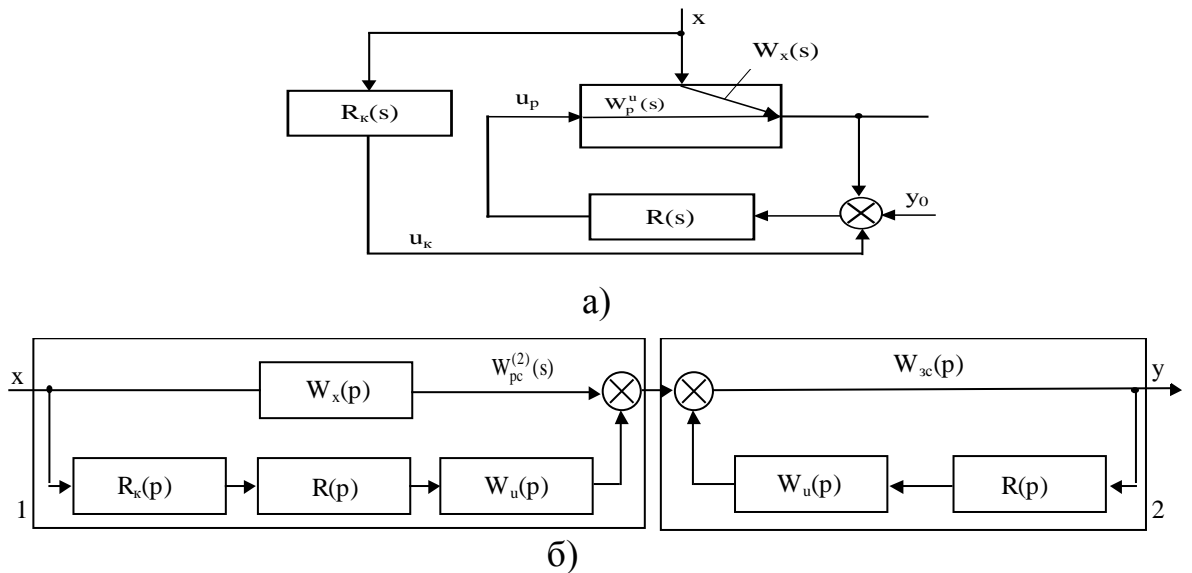 x
W_x(s)
R_к(s)
u_p
W_p^u(s)
R(s)
y_0
u_к
а)
x
W_x(p)
W_pc^(2)(s)
W_зс(p)
y
R_к(p)
R(p)
W_u(p)
W_u(p)
R(p)
1
2
б)